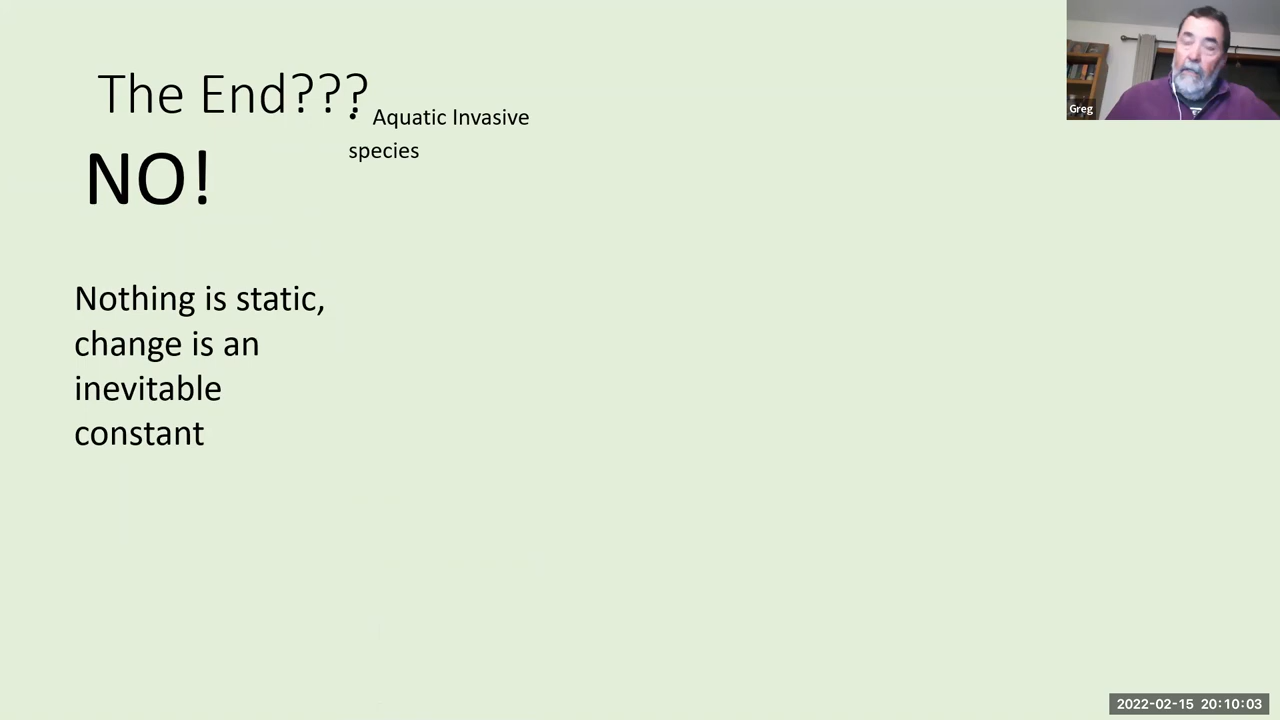 The End???
• Aquatic Invasive
species
NO!
Nothing is static,
change is an
inevitable
constant
Greg
2022-02-15 20:10:03